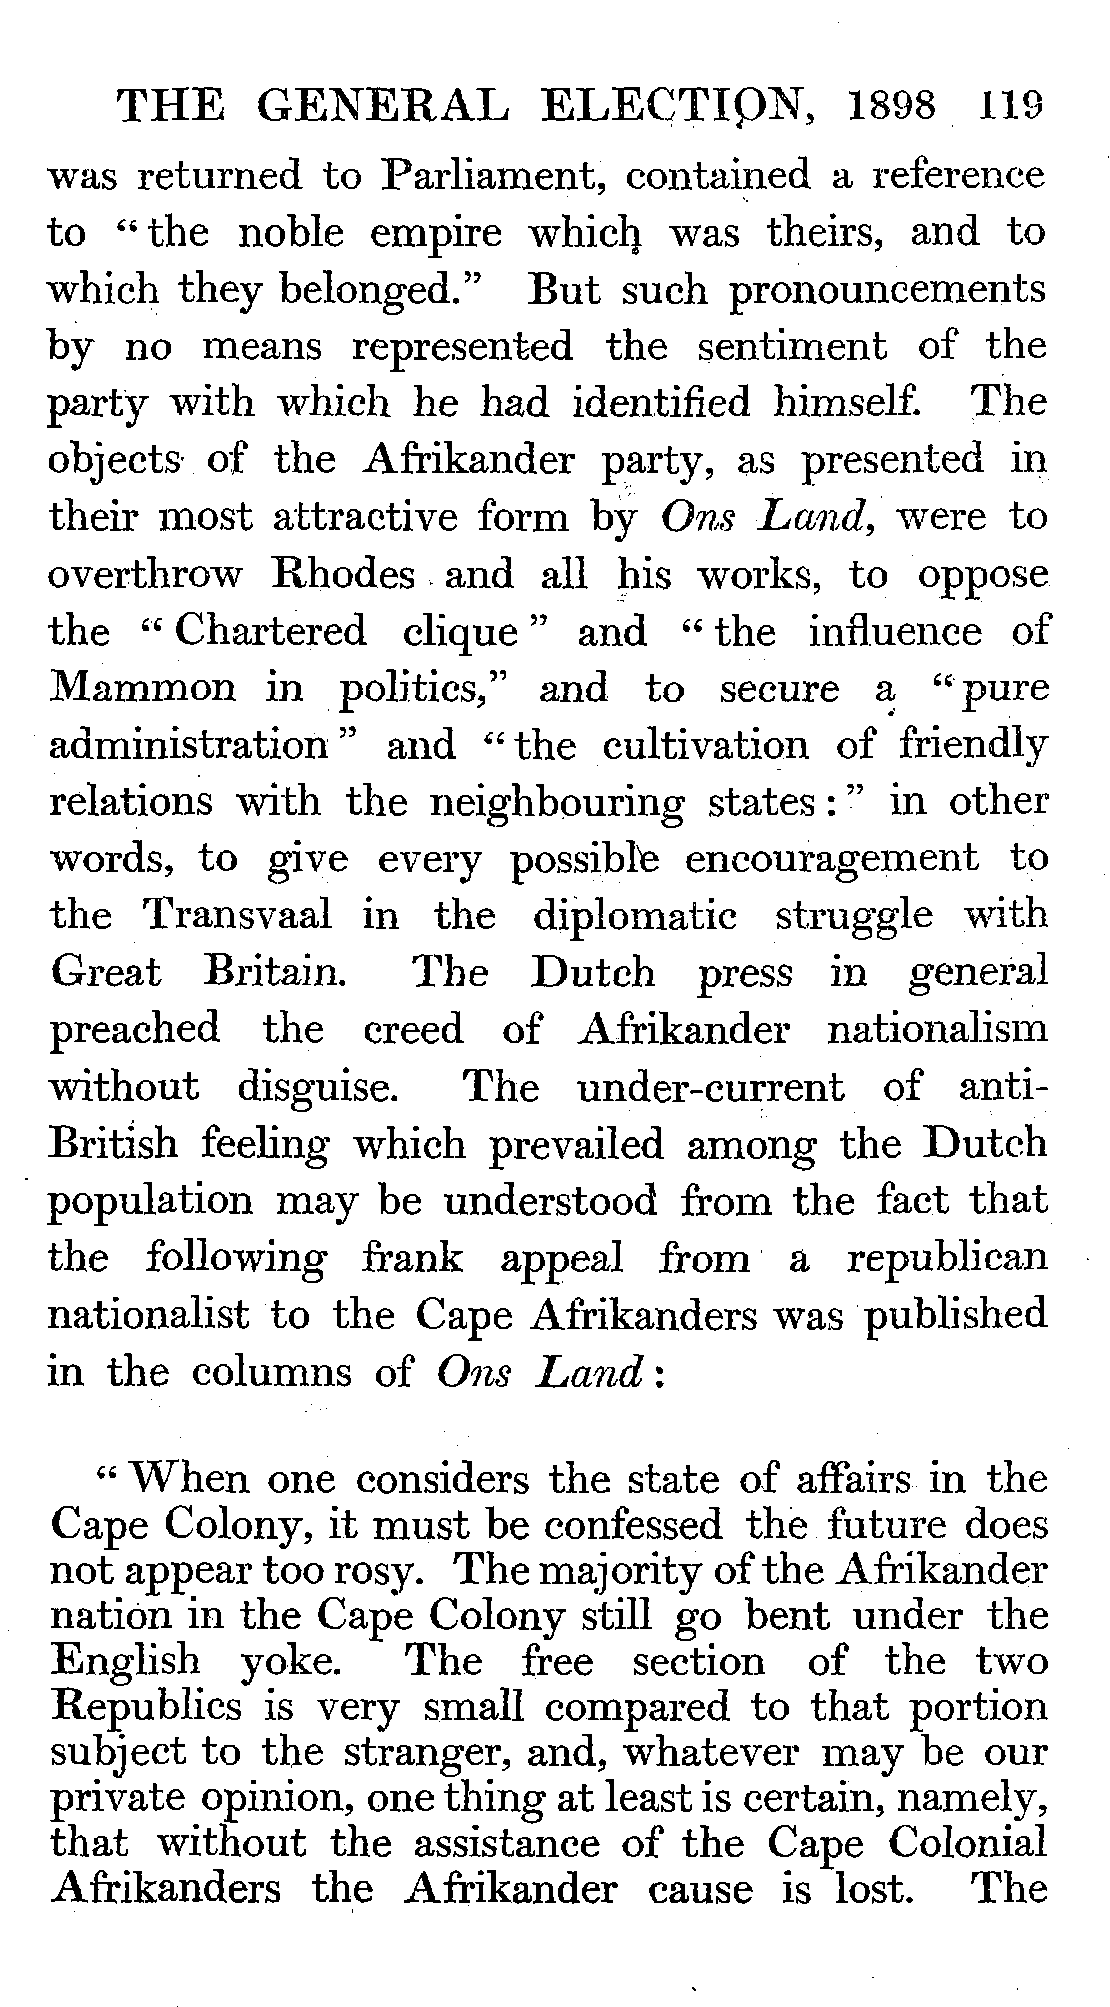 THE GENERAL ELECTION, 1898 119
was returned to Parliament, contained a reference
to “the noble empire which was theirs, and to
which they belonged.” But such pronouncements
by no means represented the sentiment of the
party with which he had identified himself. The
objects of the Afrikander party, as presented in
their most attractive form by Ons Land, were to
overthrow Rhodes and all his works, to oppose
the “Chartered clique” and “the influence of
Mammon in politics,” and to secure a “pure
administration” and “the cultivation of friendly
relations with the neighbouring states:” in other
words, to give every possible encouragement to
the Transvaal in the diplomatic struggle with
Great Britain. The Dutch press in general
preached the creed of Afrikander nationalism
without disguise. The under-current of anti-
British feeling which prevailed among the Dutch
population may be understood from the fact that
the following frank appeal from a republican
nationalist to the Cape Afrikanders was published
in the columns of Ons Land:
“When one considers the state of affairs in the
Cape Colony, it must be confessed the future does
not appear too rosy. The majority of the Afrikander
nation in the Cape Colony still go bent under the
English yoke. The free section of the two
Republics is very small compared to that portion
subject to the stranger, and, whatever may be our
private opinion, one thing at least is certain, namely,
that without the assistance of the Cape Colonial
Afrikanders the Afrikander cause is lost. The